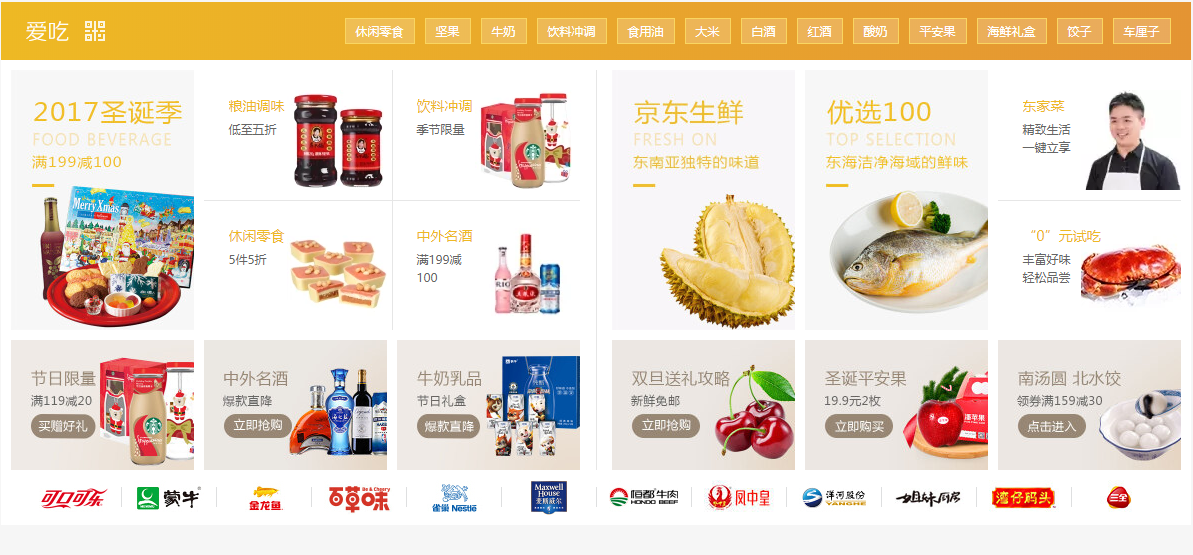 爱吃
休闲零食 坚果 牛奶 饮料冲调 食用油 大米 白酒 红酒 酸奶 平安果 海鲜礼盒 饺子 车厘子
2017圣诞季
FOOD BEVERAGE
满199减100
Merry Xmas
粮油调味
低至五折
饮料冲调
季节限量
休闲零食
5件5折
中外名酒
满199减
100
京东生鲜
FRESH ON
东南亚独特的味道
优选100
TOP SELECTION
东海洁净海域的鲜味
东家菜
精致生活
一键立享
“0”元试吃
丰富好味
轻松品尝
节日限量
满119减20
买赠好礼
中外名酒
爆款直降
立即抢购
牛奶乳品
节日礼盒
爆款直降
双旦送礼攻略
新鲜免邮
立即抢购
圣诞平安果
19.9元2枚
立即购买
南汤圆 北水饺
领券满159减30
点击进入
可口可乐
蒙牛
金龙鱼
Be & Cheery
百草味
雀巢 Nestle
Maxwell
House
麦斯威尔
恒都牛肉
HONDO BEEF
凤中皇
洋河股份
YANGHE
姐妹厨房
湾仔码头
三全